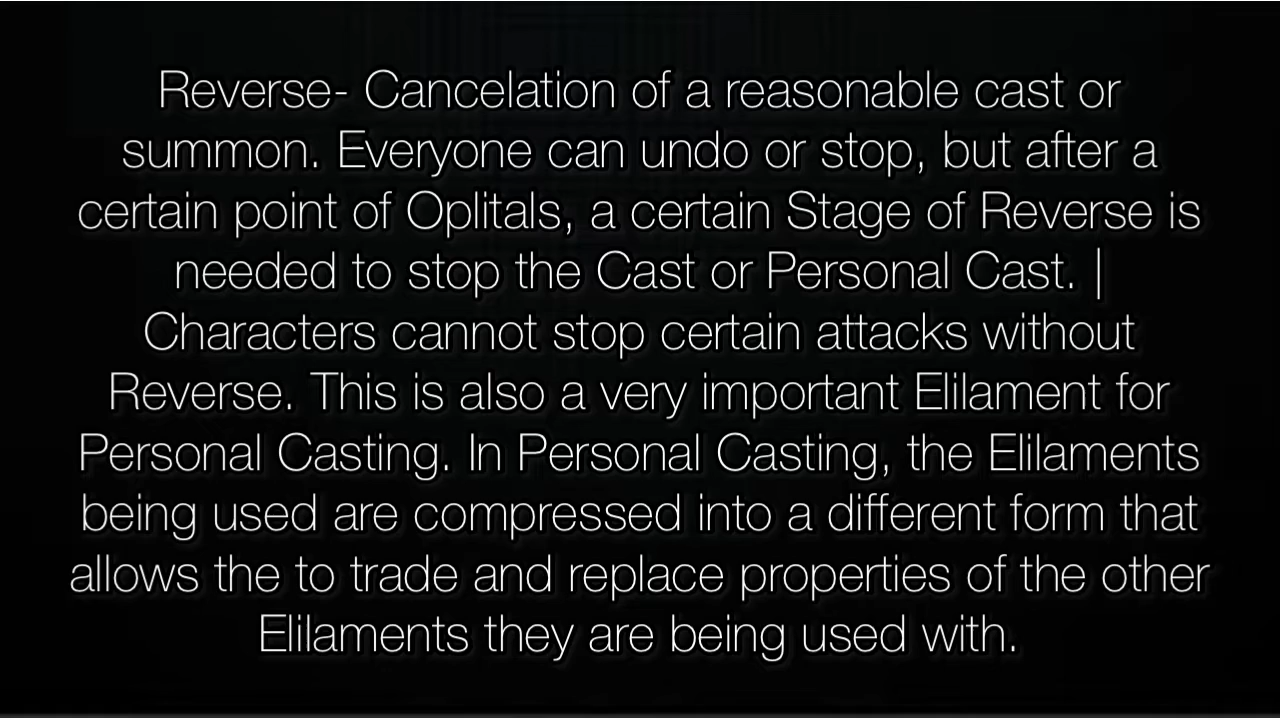 Reverse- Cancelation of a reasonable cast or
summon. Everyone can undo or stop, but after a
certain point of Oplitals, a certain Stage of Reverse is
needed to stop the Cast or Personal Cast. |
Characters cannot stop certain attacks without
Reverse. This is also a very important Elilament for
Personal Casting. In Personal Casting, the Elilaments
being used are compressed into a different form that
allows the to trade and replace properties of the other
Elilaments they are being used with.